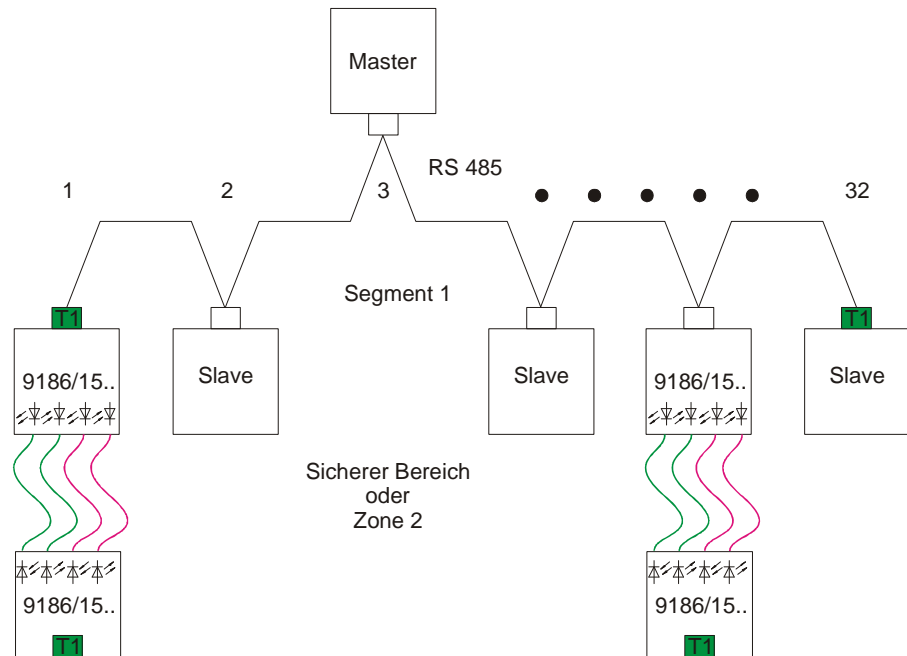 Master
RS 485
1
2
3
32
Segment 1
T1
T1
9186/15..
Slave
Slave
9186/15..
Slave
Sicherer Bereich
oder
Zone 2
9186/15..
9186/15..
T1
T1